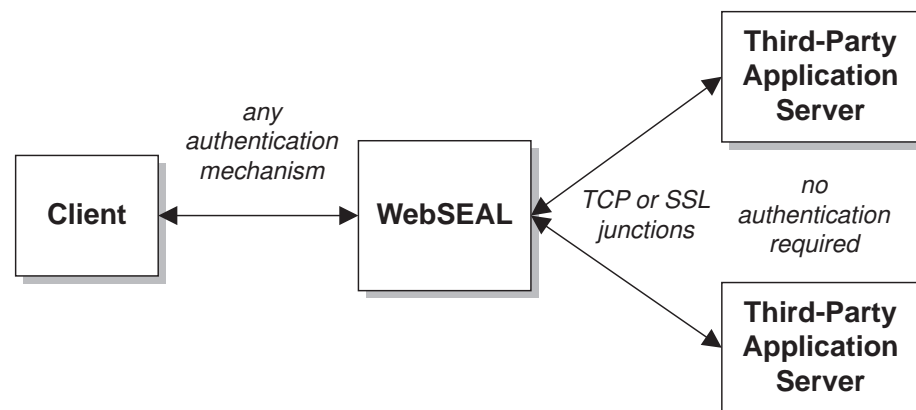 Third-Party
Application
Server
any
authentication
mechanism
Client
WebSEAL
TCP or SSL
junctions
no
authentication
required
Third-Party
Application
Server